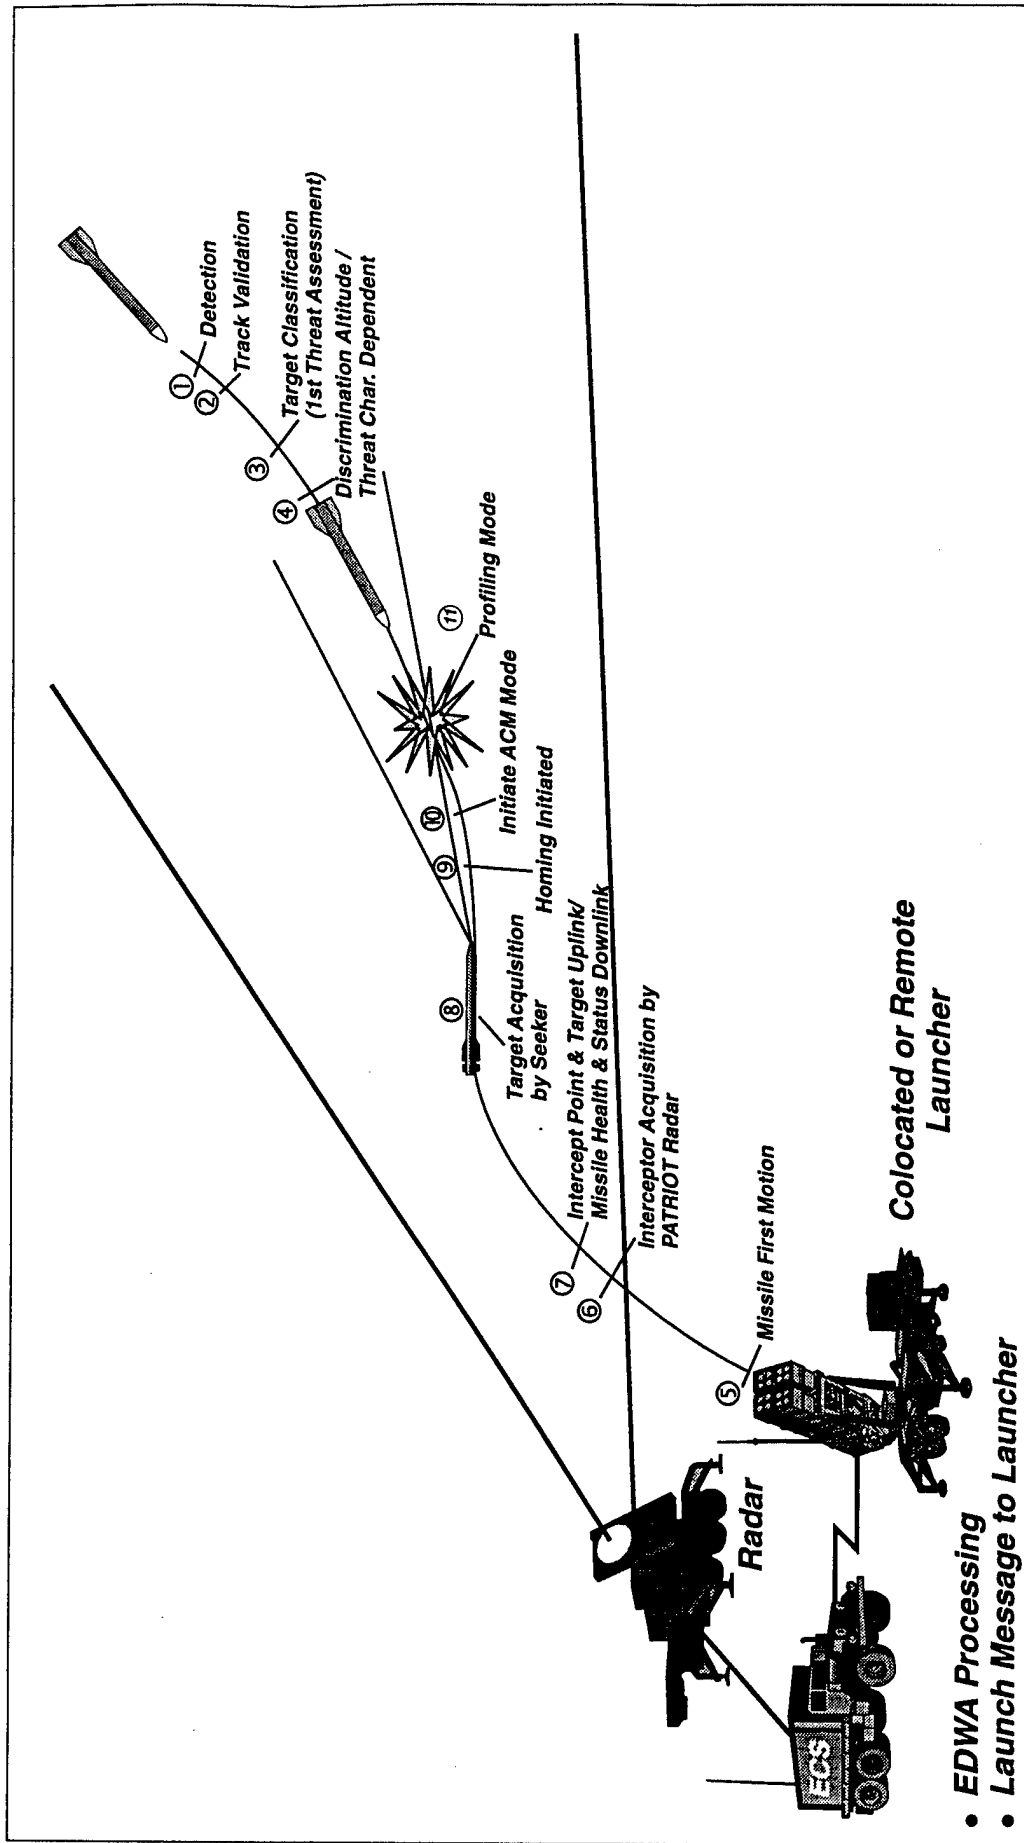 ① Detection
② Track Validation
③ Target Classification
(1st Threat Assessment)
④ Discrimination Altitude /
Threat Char. Dependent
⑪
Profiling Mode
⑩
Initiate ACM Mode
⑨
Homing Initiated
⑧
Target Acquisition
by Seeker
⑦ Intercept Point & Target Uplink/
Missile Health & Status Downlink
⑥ Interceptor Acquisition by
PATRIOT Radar
⑤ Missile First Motion
Radar
Colocated or Remote
Launcher
ECS
• EDWA Processing
• Launch Message to Launcher